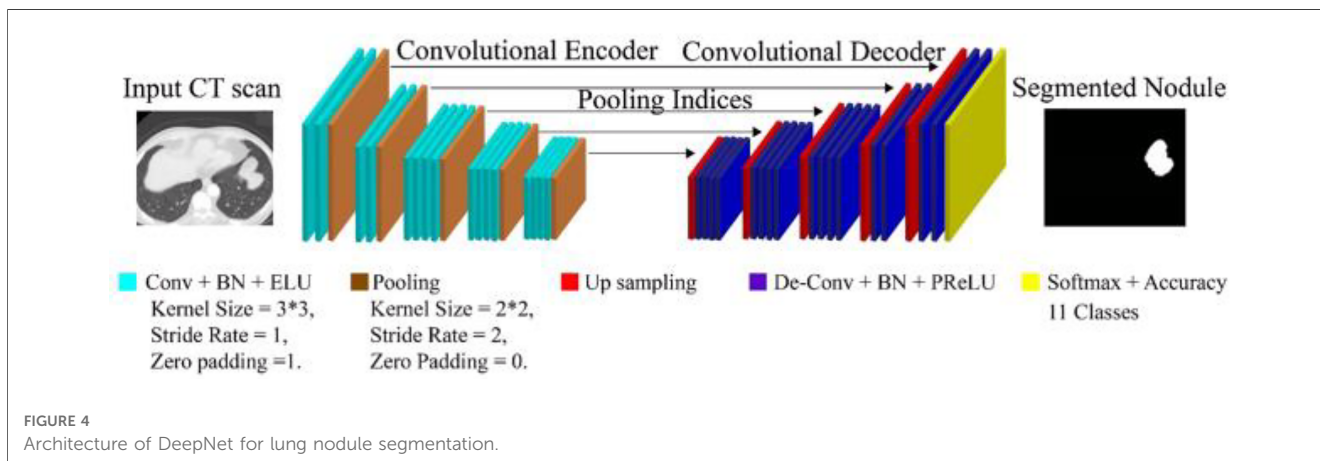 Convolutional Encoder
Convolutional Decoder
Input CT scan
Pooling Indices
Segmented Nodule
Conv + BN + ELU
Kernel Size = 3*3,
Stride Rate = 1,
Zero padding =1.
Pooling
Kernel Size = 2*2,
Stride Rate = 2,
Zero Padding = 0.
Up sampling
De-Conv + BN + PReLU
Softmax + Accuracy
11 Classes
FIGURE 4
Architecture of DeepNet for lung nodule segmentation.